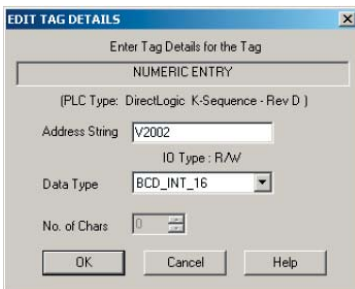 EDIT TAG DETAILS
Enter Tag Details for the Tag
NUMERIC ENTRY
(PLC Type: DirectLogic K-Sequence - Rev D )
Address String V2002
IO Type : R/W
Data Type BCD_INT_16
No. of Chars 0
OK Cancel Help